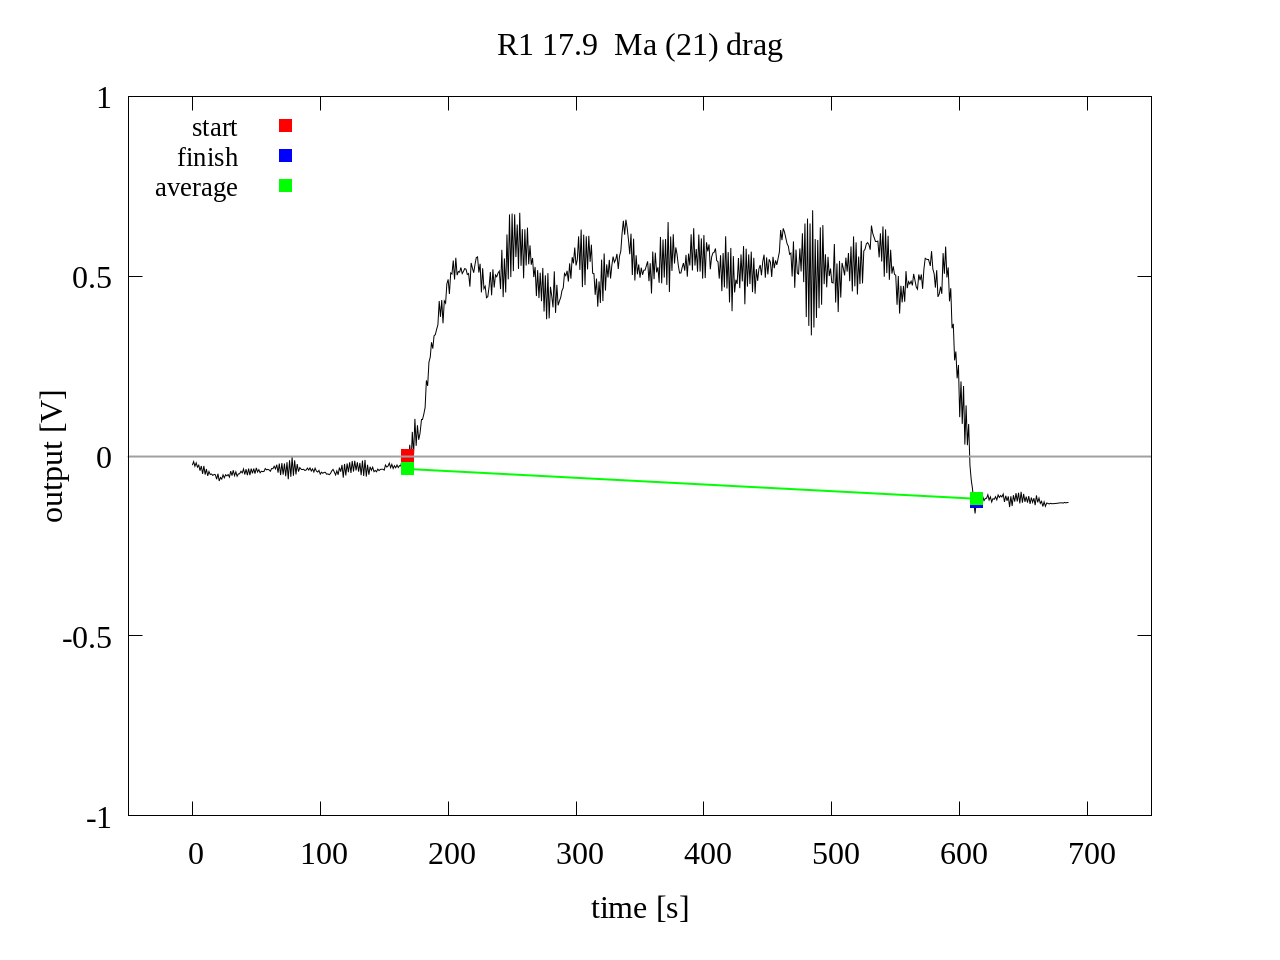 R1 17.9  Ma (21) drag
start
finish
average
1
0.5
0
-0.5
-1
output [V]
0 100 200 300 400 500 600 700
time [s]